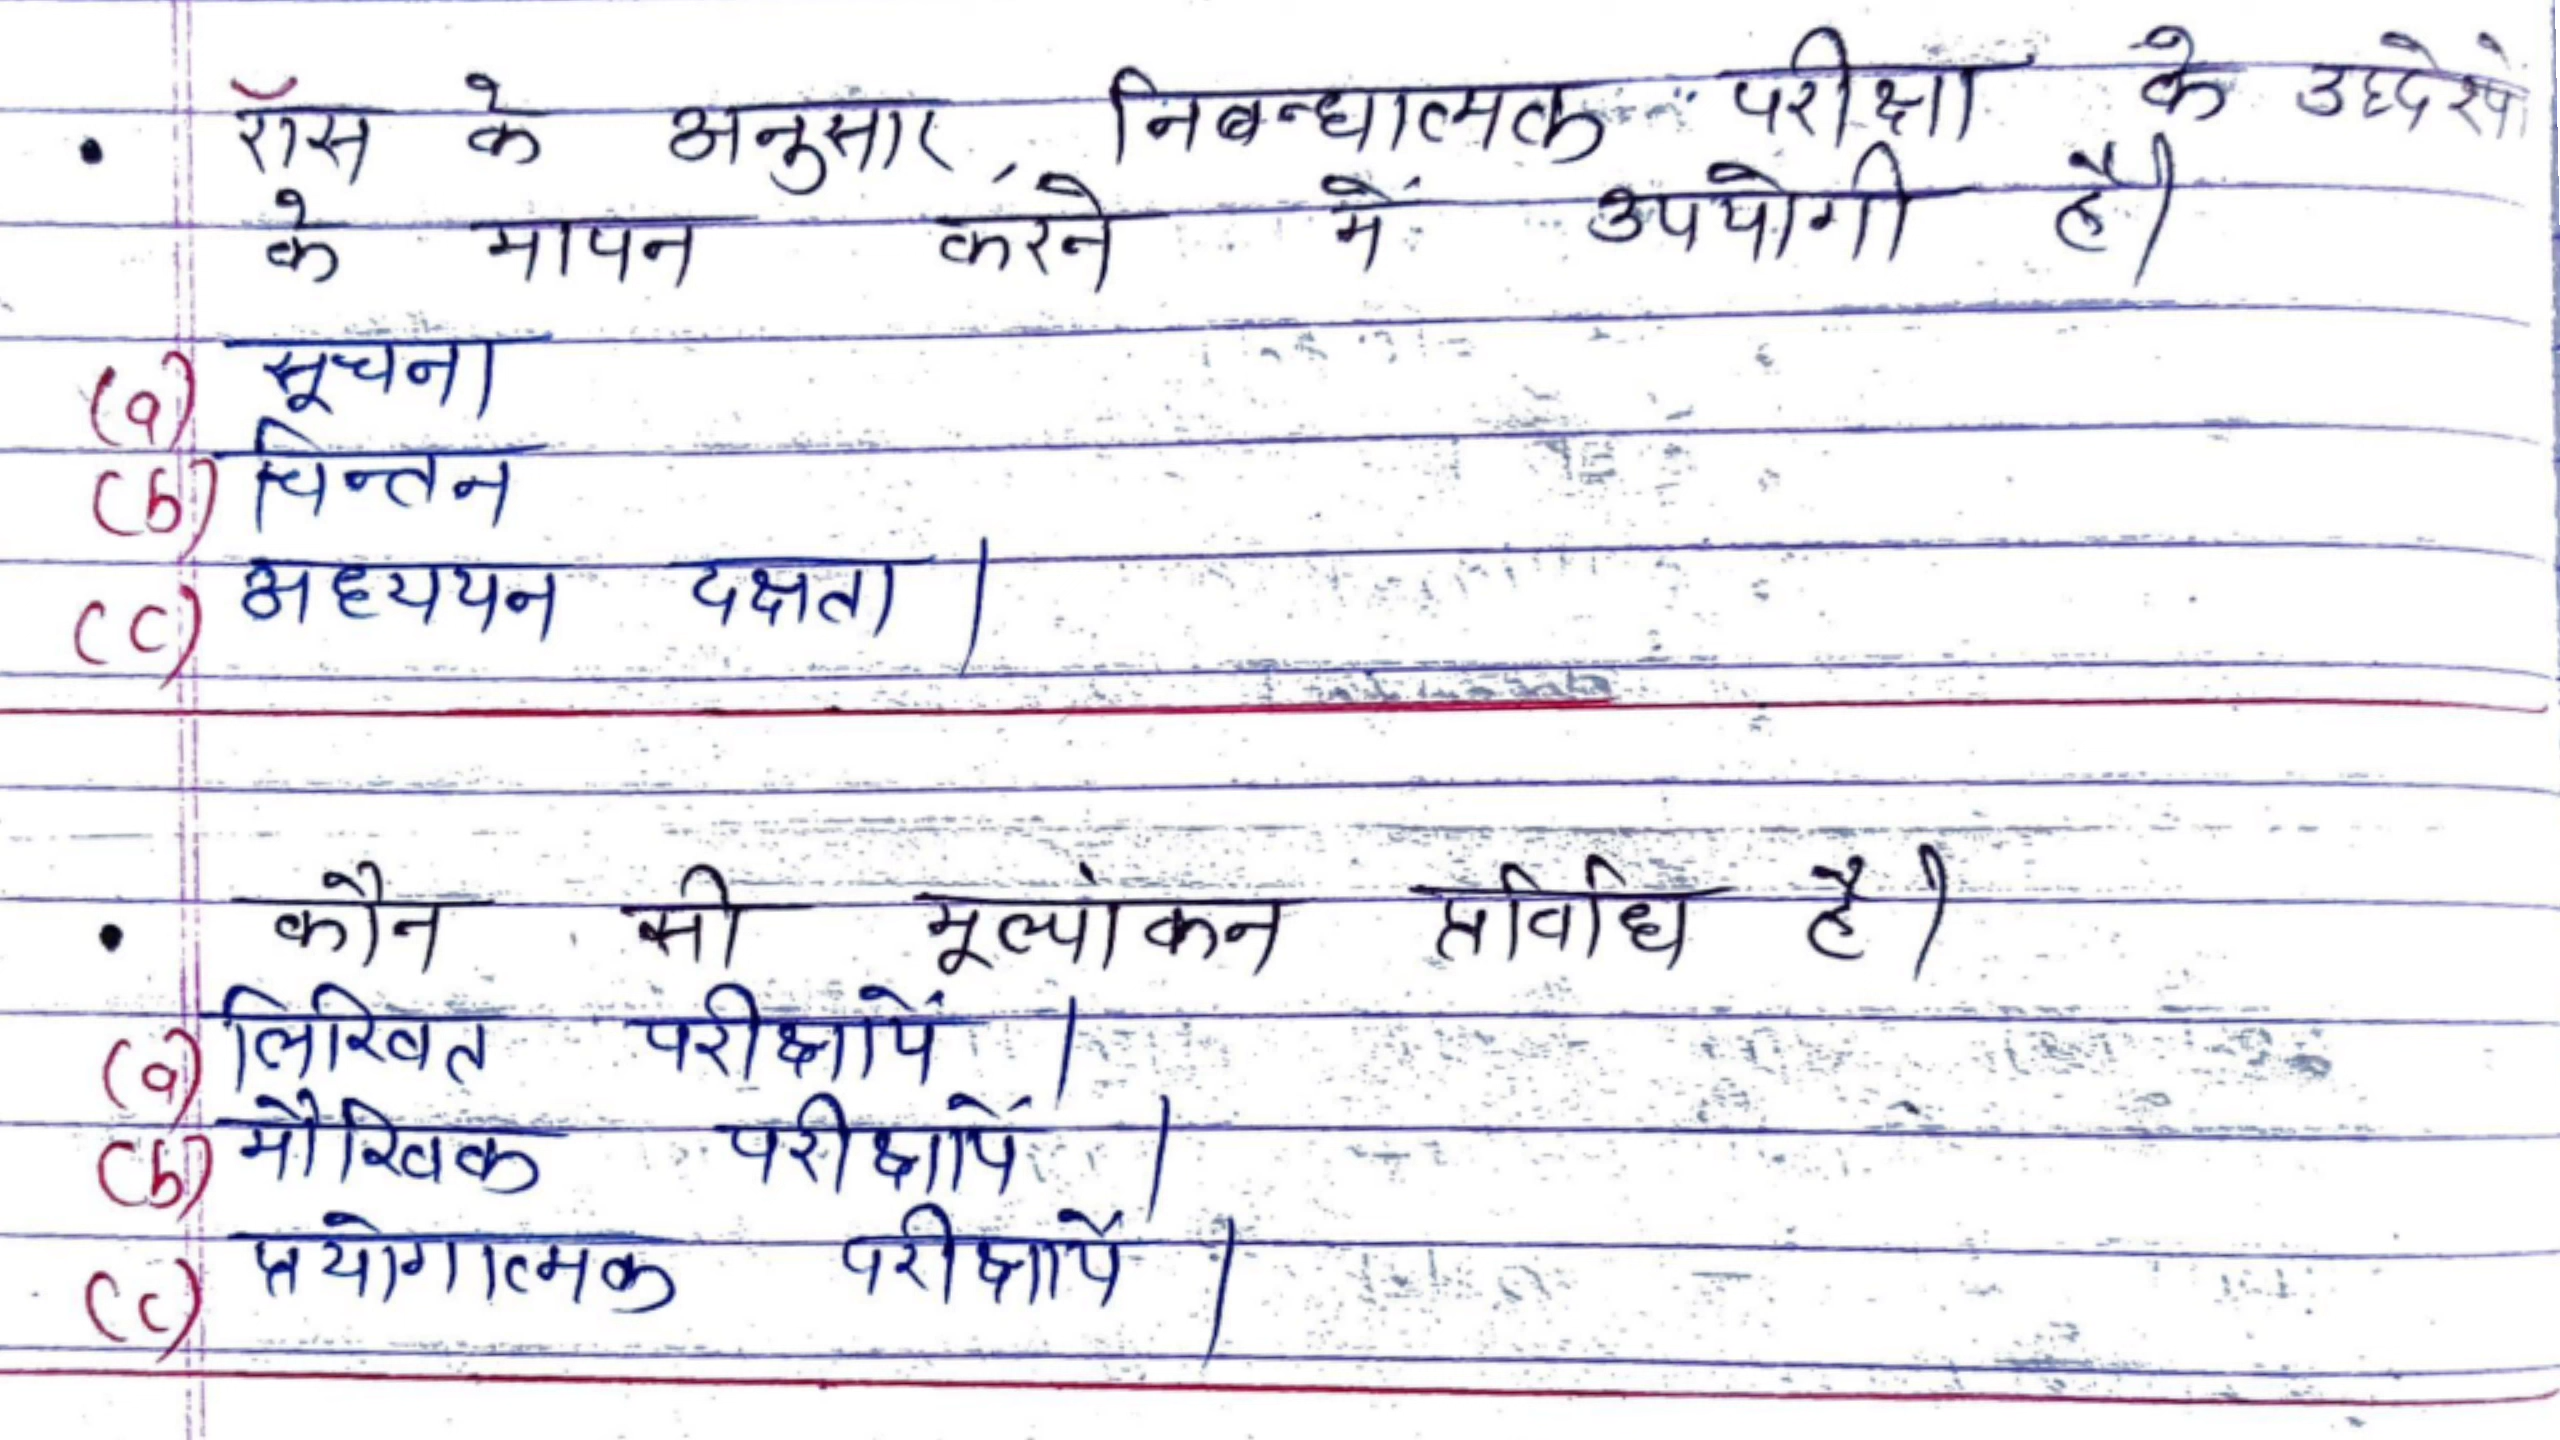 • रॉस के अनुसार, निबन्धात्मक परीक्षा के उद्देश्यो
के मापन करने में उपयोगी है।
(a) सूचना
(b) चिन्तन
(c) अध्ययन दक्षता।
• कौन सी मूल्यांकन प्रविधि है।
(a) लिखित परीक्षायें।
(b) मौखिक परीक्षायें।
(c) प्रयोगात्मक परीक्षायें।